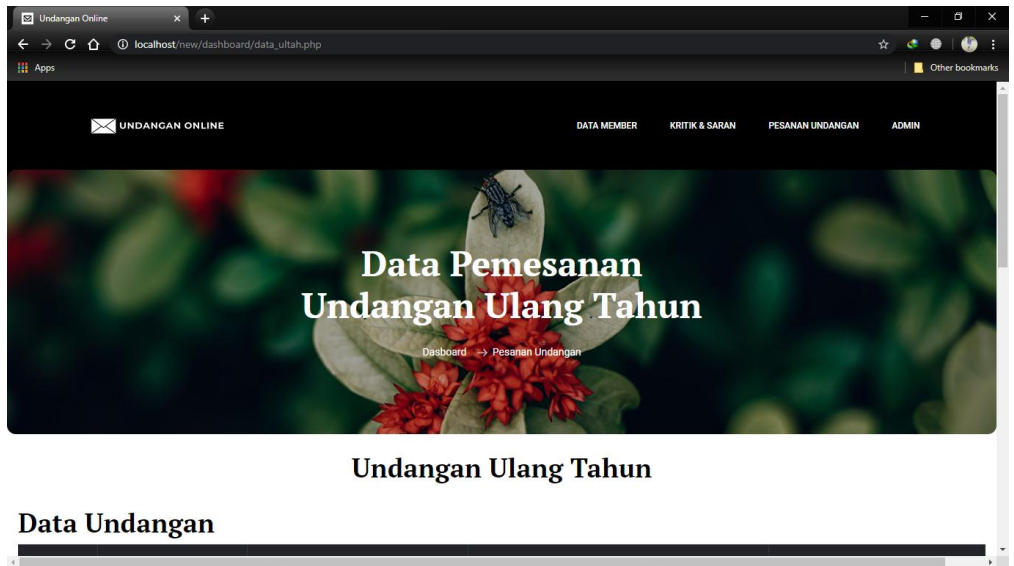 Undangan Online
localhost/new/dashboard/data_ultah.php
Apps
Other bookmarks
UNDANGAN ONLINE
DATA MEMBER
KRITIK & SARAN
PESANAN UNDANGAN
ADMIN
Data Pemesanan
Undangan Ulang Tahun
Dasboard → Pesanan Undangan
Undangan Ulang Tahun
Data Undangan